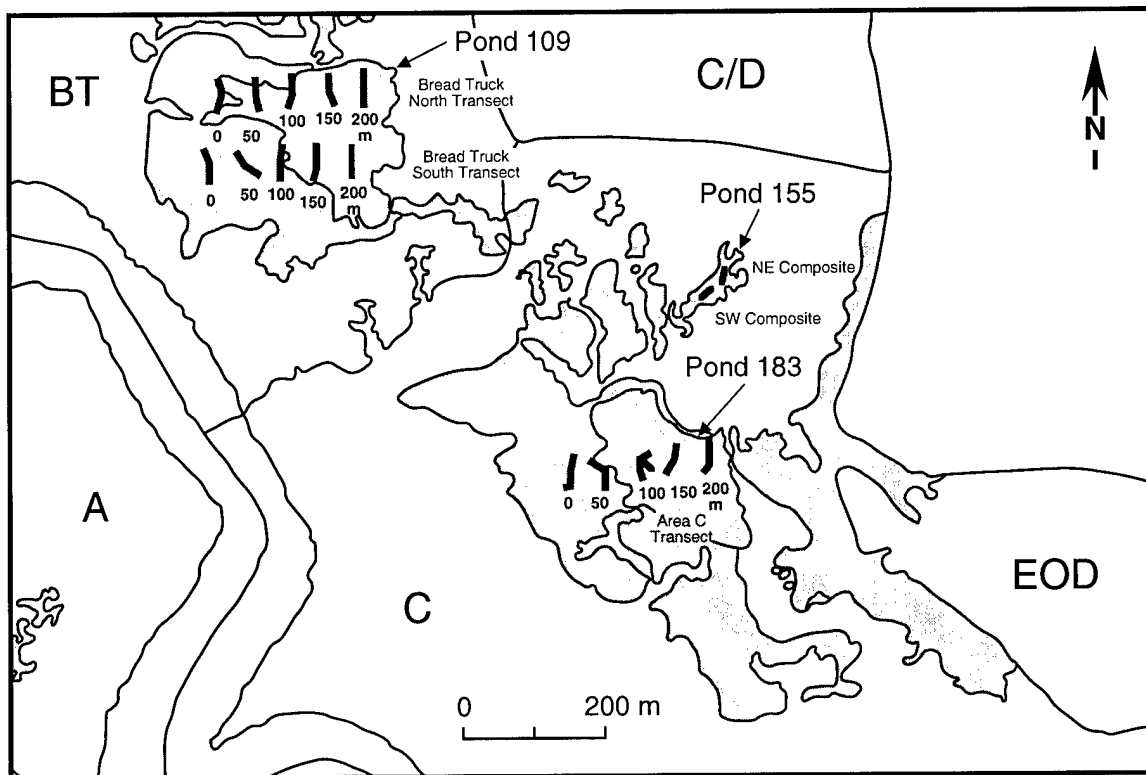 Pond 109
BT
C/D
Bread Truck
North Transect
0 50 100 150 200
m
N
Bread Truck
South Transect
0 50 100 150 200
m
Pond 155
NE Composite
SW Composite
Pond 183
0 50 100 150 200
m
Area C
Transect
A
C
EOD
0 200 m